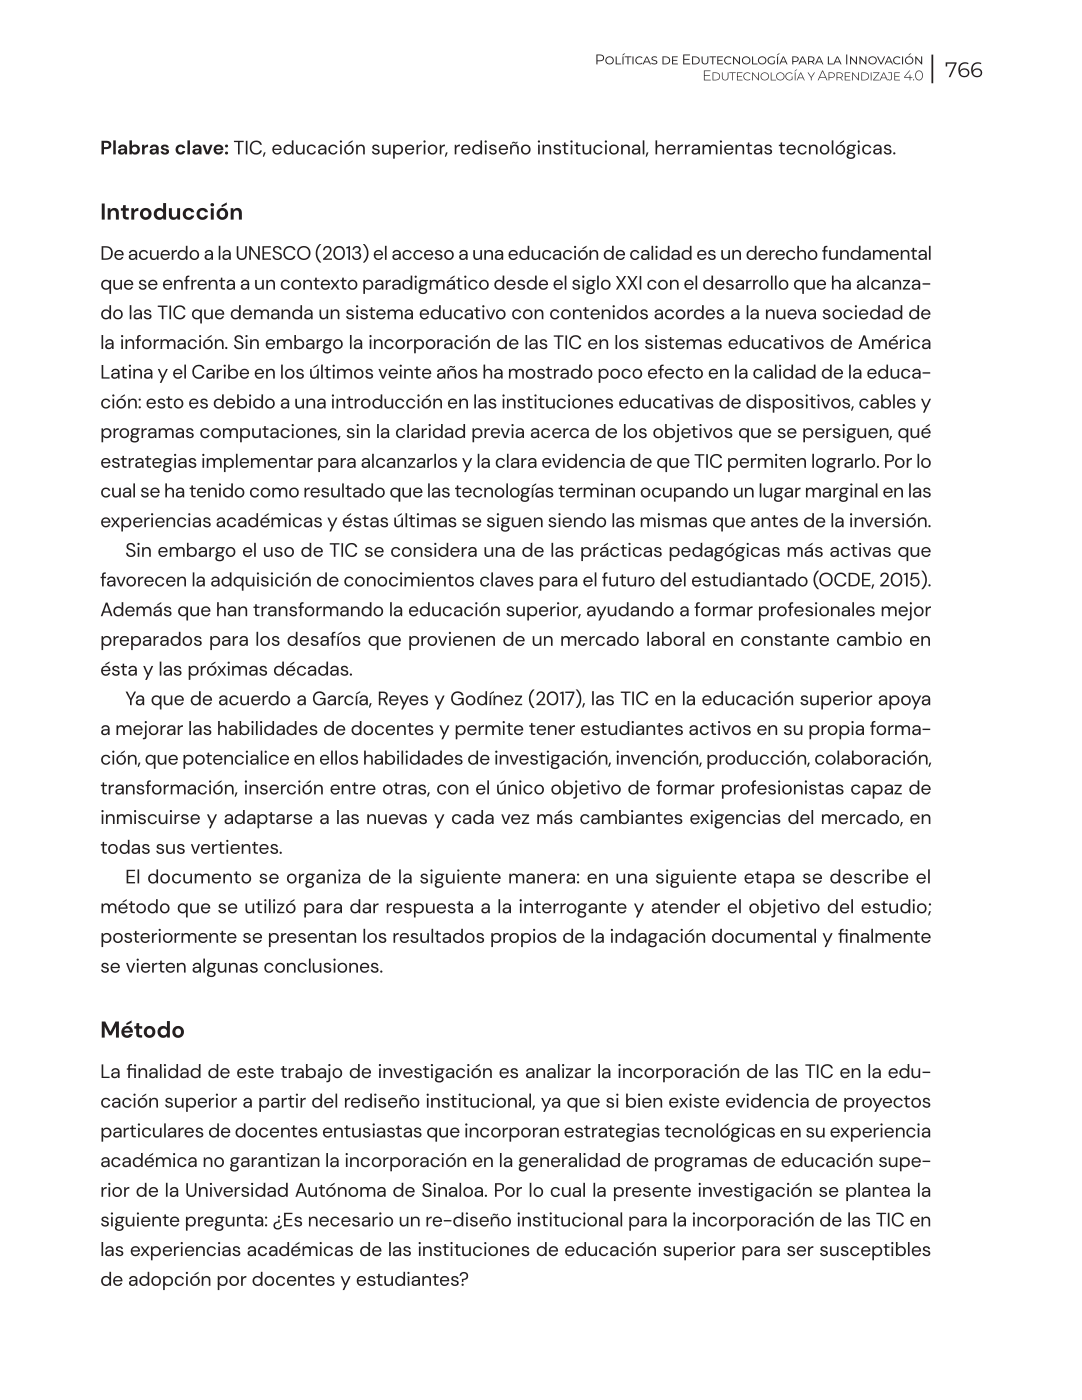 Políticas de Edutecnología para la Innovación
Edutecnología y Aprendizaje 4.0
766
Plabras clave: TIC, educación superior, rediseño institucional, herramientas tecnológicas.
Introducción
De acuerdo a la UNESCO (2013) el acceso a una educación de calidad es un derecho fundamental
que se enfrenta a un contexto paradigmático desde el siglo XXI con el desarrollo que ha alcanza-
do las TIC que demanda un sistema educativo con contenidos acordes a la nueva sociedad de
la información. Sin embargo la incorporación de las TIC en los sistemas educativos de América
Latina y el Caribe en los últimos veinte años ha mostrado poco efecto en la calidad de la educa-
ción: esto es debido a una introducción en las instituciones educativas de dispositivos, cables y
programas computaciones, sin la claridad previa acerca de los objetivos que se persiguen, qué
estrategias implementar para alcanzarlos y la clara evidencia de que TIC permiten lograrlo. Por lo
cual se ha tenido como resultado que las tecnologías terminan ocupando un lugar marginal en las
experiencias académicas y éstas últimas se siguen siendo las mismas que antes de la inversión.
Sin embargo el uso de TIC se considera una de las prácticas pedagógicas más activas que
favorecen la adquisición de conocimientos claves para el futuro del estudiantado (OCDE, 2015).
Además que han transformando la educación superior, ayudando a formar profesionales mejor
preparados para los desafíos que provienen de un mercado laboral en constante cambio en
ésta y las próximas décadas.
Ya que de acuerdo a García, Reyes y Godínez (2017), las TIC en la educación superior apoya
a mejorar las habilidades de docentes y permite tener estudiantes activos en su propia forma-
ción, que potencialice en ellos habilidades de investigación, invención, producción, colaboración,
transformación, inserción entre otras, con el único objetivo de formar profesionistas capaz de
inmiscuirse y adaptarse a las nuevas y cada vez más cambiantes exigencias del mercado, en
todas sus vertientes.
El documento se organiza de la siguiente manera: en una siguiente etapa se describe el
método que se utilizó para dar respuesta a la interrogante y atender el objetivo del estudio;
posteriormente se presentan los resultados propios de la indagación documental y finalmente
se vierten algunas conclusiones.
Método
La finalidad de este trabajo de investigación es analizar la incorporación de las TIC en la edu-
cación superior a partir del rediseño institucional, ya que si bien existe evidencia de proyectos
particulares de docentes entusiastas que incorporan estrategias tecnológicas en su experiencia
académica no garantizan la incorporación en la generalidad de programas de educación supe-
rior de la Universidad Autónoma de Sinaloa. Por lo cual la presente investigación se plantea la
siguiente pregunta: ¿Es necesario un re-diseño institucional para la incorporación de las TIC en
las experiencias académicas de las instituciones de educación superior para ser susceptibles
de adopción por docentes y estudiantes?